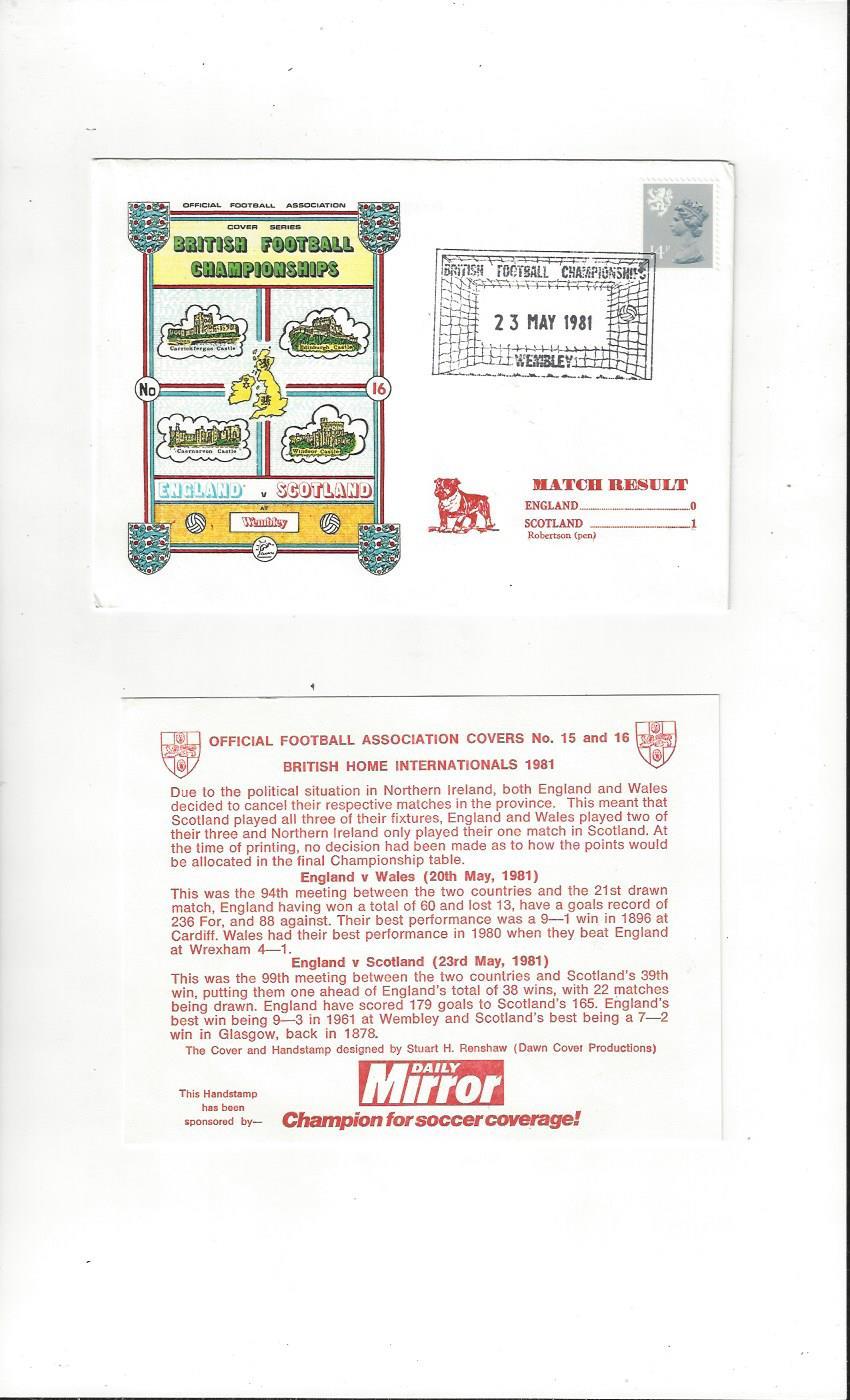 OFFICIAL FOOTBALL ASSOCIATION
COVER SERIES
BRITISH FOOTBALL
CHAMPIONSHIPS
Carrickfergus Castle
Edinburgh Castle
No
16
Caernarvon Castle
Windsor Castle
ENGLAND v SCOTLAND
AT
Wembley
14P
BRITISH FOOTBALL CHAMPIONSHIPS
23 MAY 1981
WEMBLEY
MATCH RESULT
ENGLAND.............................0
SCOTLAND ..........................1
Robertson (pen)
OFFICIAL FOOTBALL ASSOCIATION COVERS No. 15 and 16
BRITISH HOME INTERNATIONALS 1981
Due to the political situation in Northern Ireland, both England and Wales
decided to cancel their respective matches in the province. This meant that
Scotland played all three of their fixtures, England and Wales played two of
their three and Northern Ireland only played their one match in Scotland. At
the time of printing, no decision had been made as to how the points would
be allocated in the final Championship table.
England v Wales (20th May, 1981)
This was the 94th meeting between the two countries and the 21st drawn
match, England having won a total of 60 and lost 13, have a goals record of
236 For, and 88 against. Their best performance was a 9—1 win in 1896 at
Cardiff. Wales had their best performance in 1980 when they beat England
at Wrexham 4—1.
England v Scotland (23rd May, 1981)
This was the 99th meeting between the two countries and Scotland's 39th
win, putting them one ahead of England's total of 38 wins, with 22 matches
being drawn. England have scored 179 goals to Scotland's 165. England's
best win being 9—3 in 1961 at Wembley and Scotland's best being a 7—2
win in Glasgow, back in 1878.
The Cover and Handstamp designed by Stuart H. Renshaw (Dawn Cover Productions)
This Handstamp
has been
sponsored by—
DAILY
Mirror
Champion for soccer coverage!